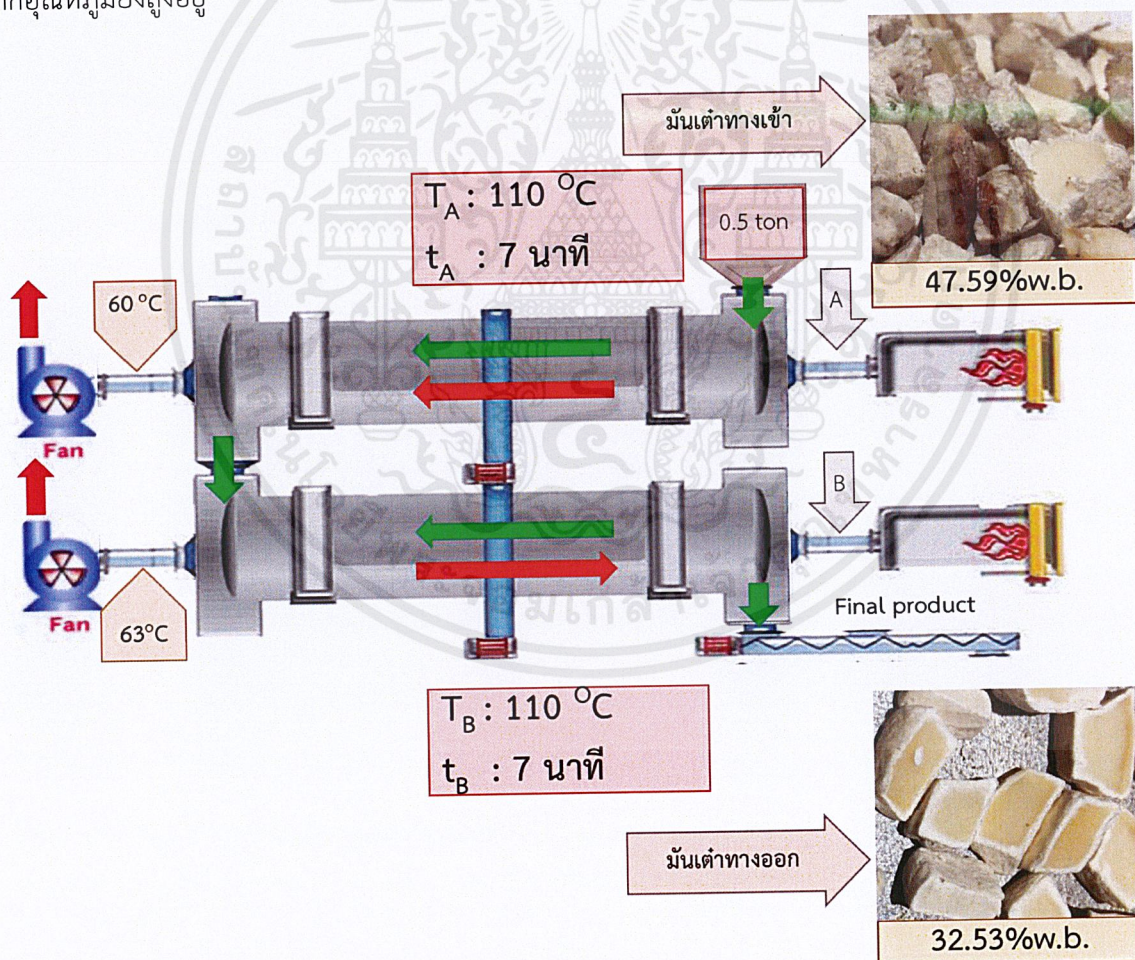 มันเต๋าทางเข้า
T_A : 110 °C
t_A : 7 นาที
0.5 ton
47.59%w.b.
60 °C
A
Fan
B
Fan
63°C
Final product
T_B : 110 °C
t_B : 7 นาที
มันเต๋าทางออก
32.53%w.b.